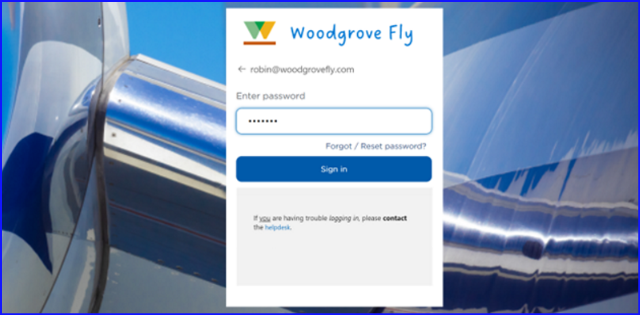 Woodgrove Fly
← robin@woodgrovefly.com
Enter password
•••••••
Forgot / Reset password?
Sign in
If you are having trouble logging in, please contact
the helpdesk.